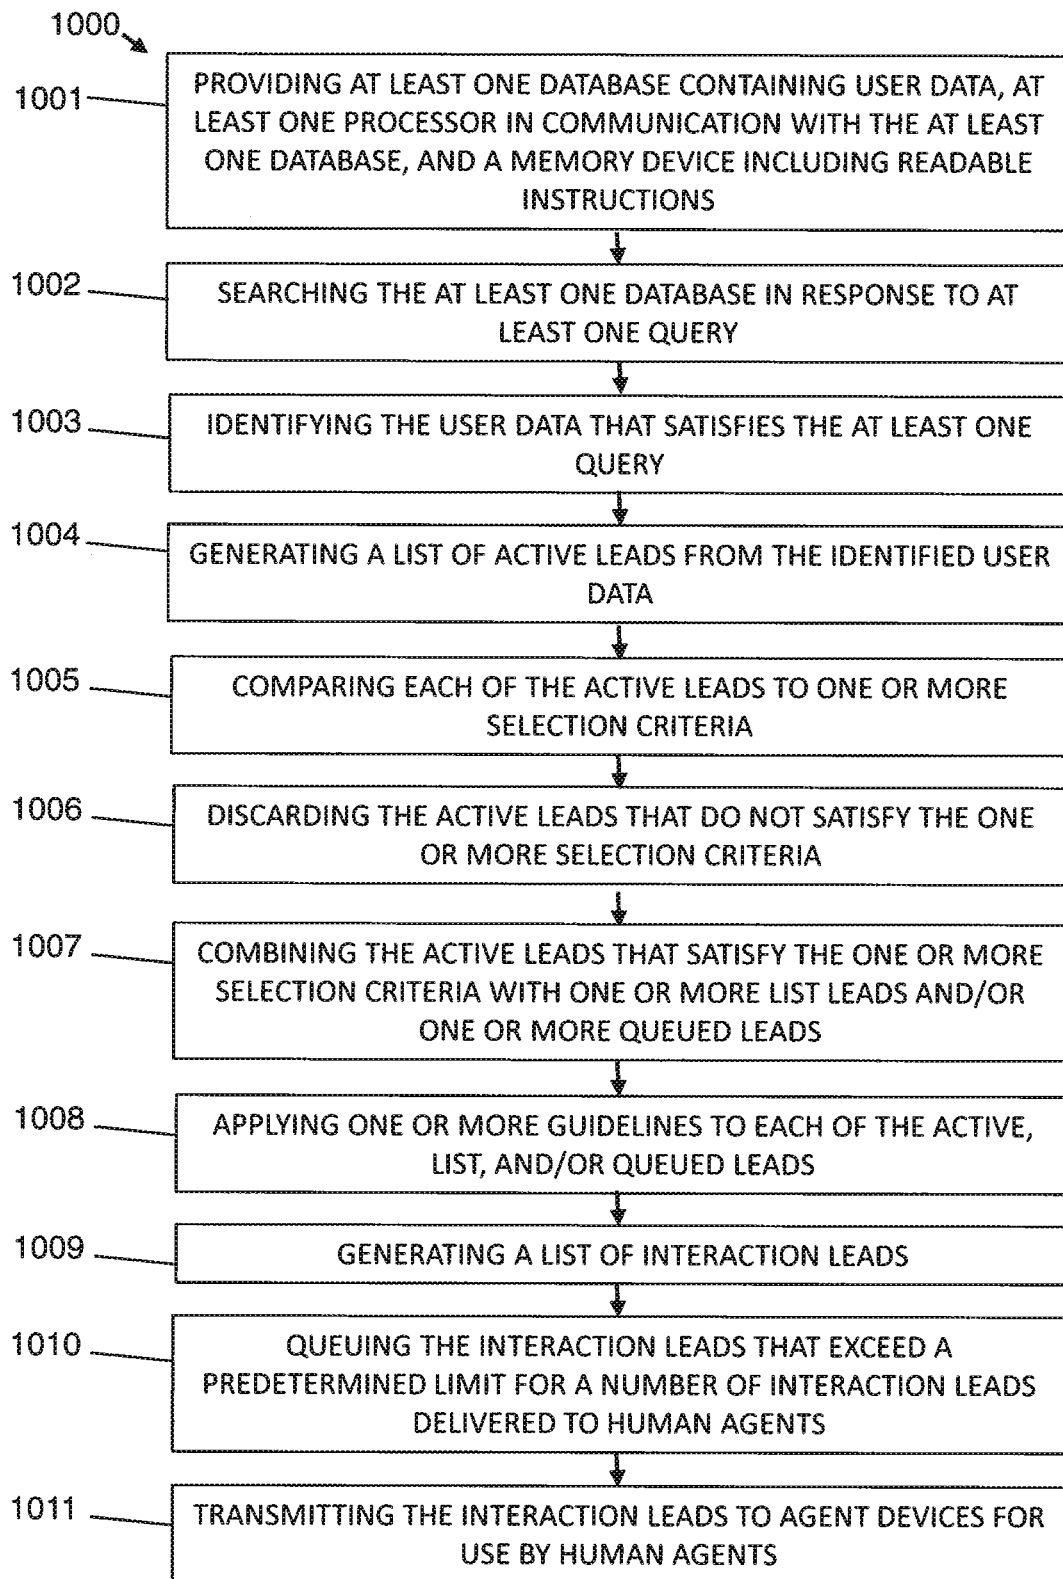 1000
1001
PROVIDING AT LEAST ONE DATABASE CONTAINING USER DATA, AT
LEAST ONE PROCESSOR IN COMMUNICATION WITH THE AT LEAST
ONE DATABASE, AND A MEMORY DEVICE INCLUDING READABLE
INSTRUCTIONS
1002
SEARCHING THE AT LEAST ONE DATABASE IN RESPONSE TO AT
LEAST ONE QUERY
1003
IDENTIFYING THE USER DATA THAT SATISFIES THE AT LEAST ONE
QUERY
1004
GENERATING A LIST OF ACTIVE LEADS FROM THE IDENTIFIED USER
DATA
1005
COMPARING EACH OF THE ACTIVE LEADS TO ONE OR MORE
SELECTION CRITERIA
1006
DISCARDING THE ACTIVE LEADS THAT DO NOT SATISFY THE ONE
OR MORE SELECTION CRITERIA
1007
COMBINING THE ACTIVE LEADS THAT SATISFY THE ONE OR MORE
SELECTION CRITERIA WITH ONE OR MORE LIST LEADS AND/OR
ONE OR MORE QUEUED LEADS
1008
APPLYING ONE OR MORE GUIDELINES TO EACH OF THE ACTIVE,
LIST, AND/OR QUEUED LEADS
1009
GENERATING A LIST OF INTERACTION LEADS
1010
QUEUING THE INTERACTION LEADS THAT EXCEED A
PREDETERMINED LIMIT FOR A NUMBER OF INTERACTION LEADS
DELIVERED TO HUMAN AGENTS
1011
TRANSMITTING THE INTERACTION LEADS TO AGENT DEVICES FOR
USE BY HUMAN AGENTS